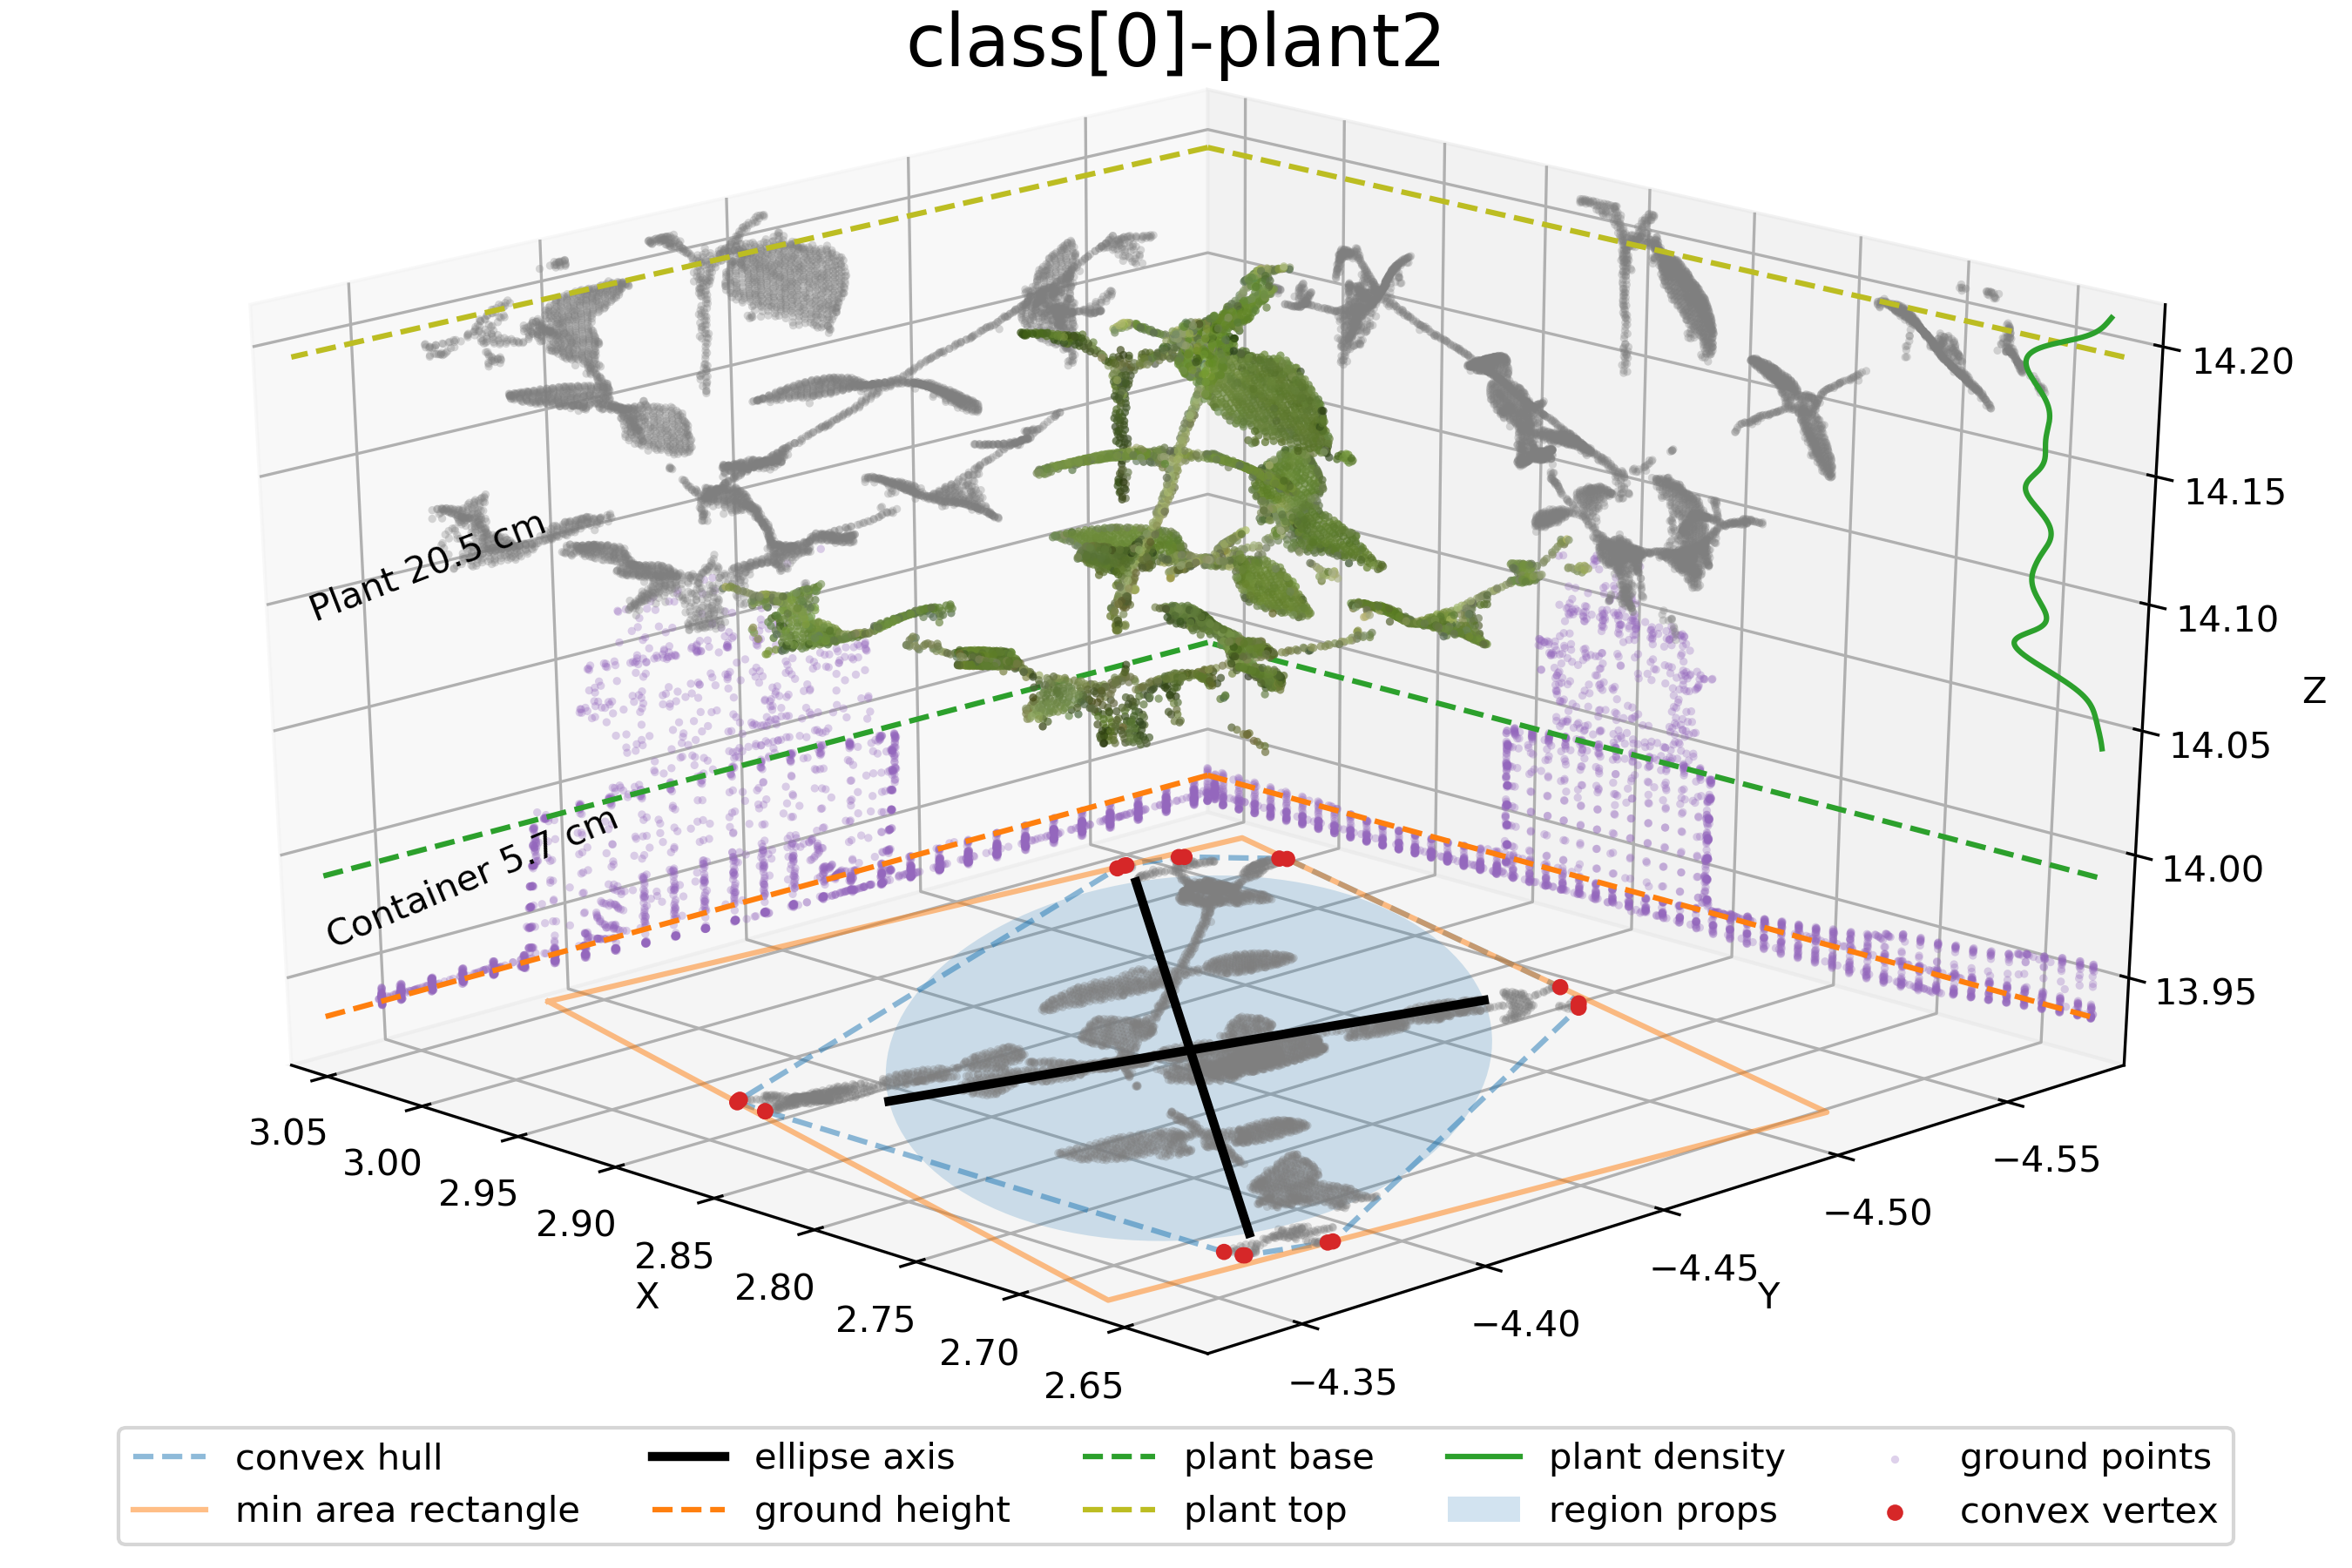 class[0]-plant2
Plant 20.5 cm
Container 5.7 cm
14.20
14.15
14.10
14.05
14.00
13.95
Z
3.05
3.00
2.95
2.90
2.85
2.80
2.75
2.70
2.65
X
−4.55
−4.50
−4.45
−4.40
−4.35
Y
convex hull
ellipse axis
plant base
plant density
ground points
min area rectangle
ground height
plant top
region props
convex vertex